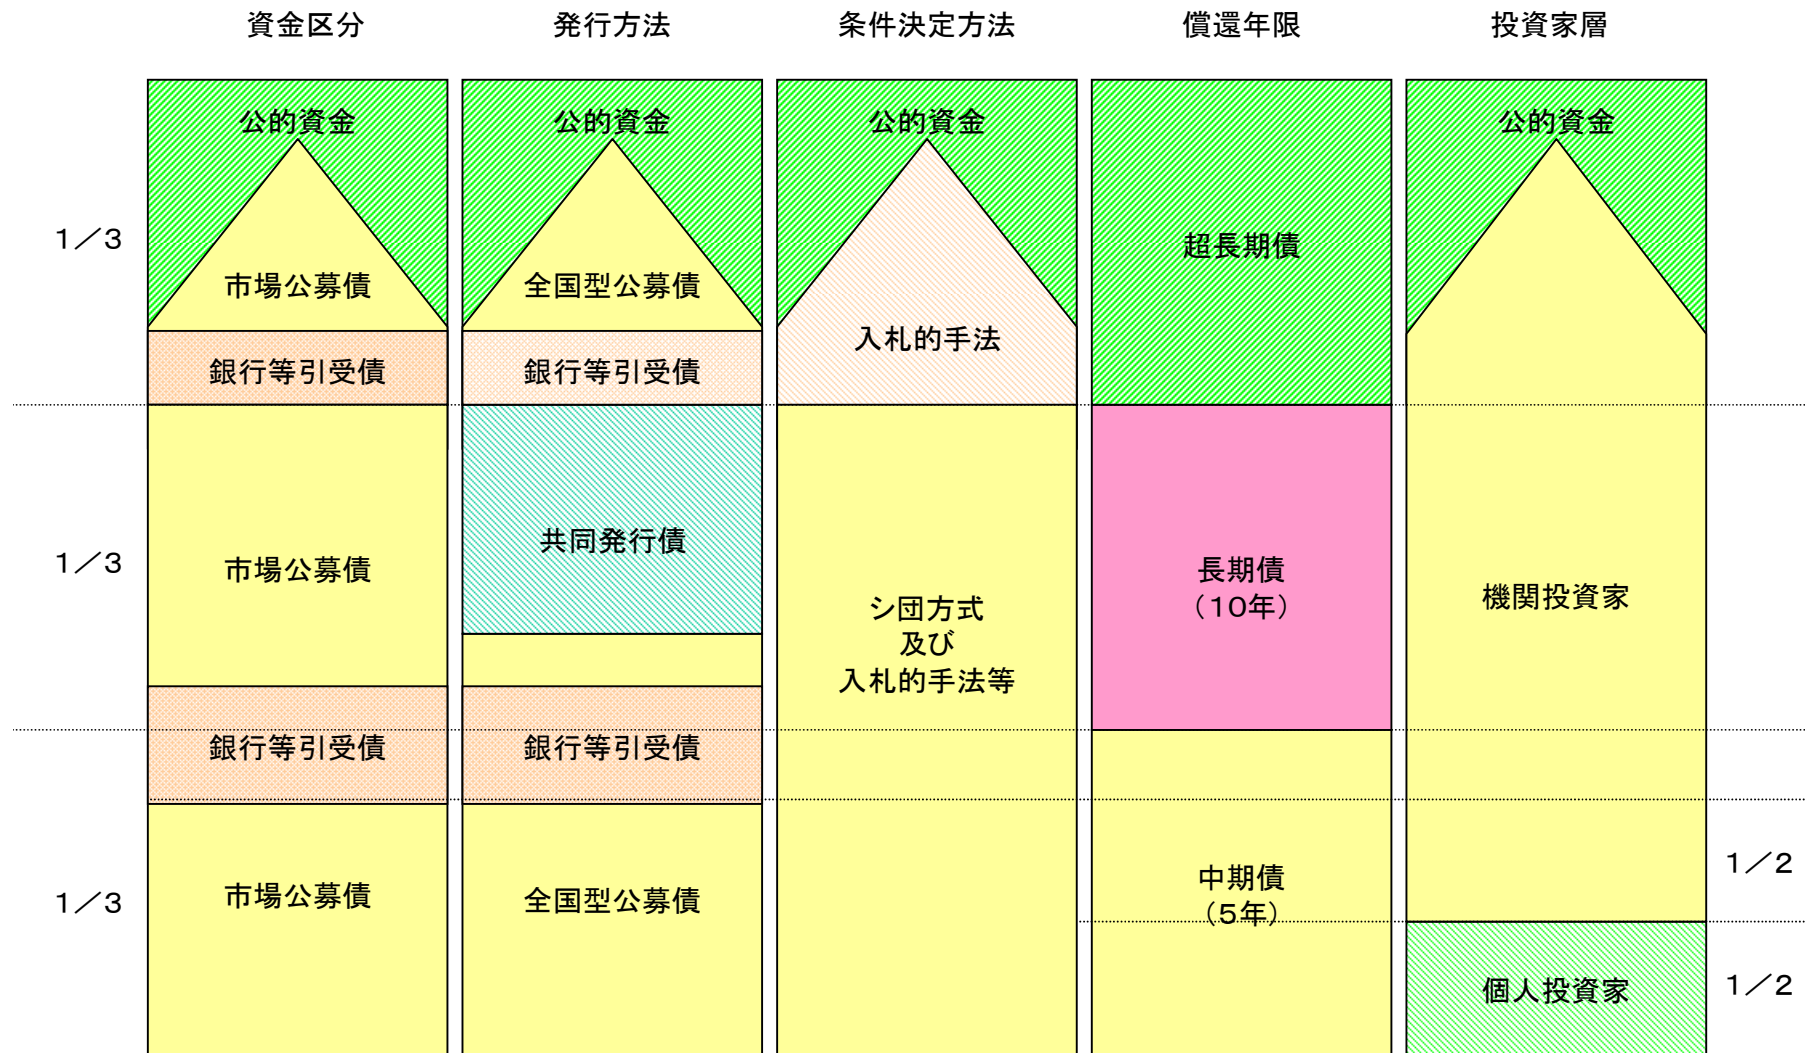 資金区分
発行方法
条件決定方法
償還年限
投資家層
公的資金
公的資金
公的資金
公的資金
1／3
市場公募債
全国型公募債
入札的手法
超長期債
銀行等引受債
銀行等引受債
1／3
市場公募債
共同発行債
シ団方式
及び
入札的手法等
長期債
（10年）
機関投資家
銀行等引受債
銀行等引受債
1／3
市場公募債
全国型公募債
中期債
（5年）
1／2
個人投資家
1／2